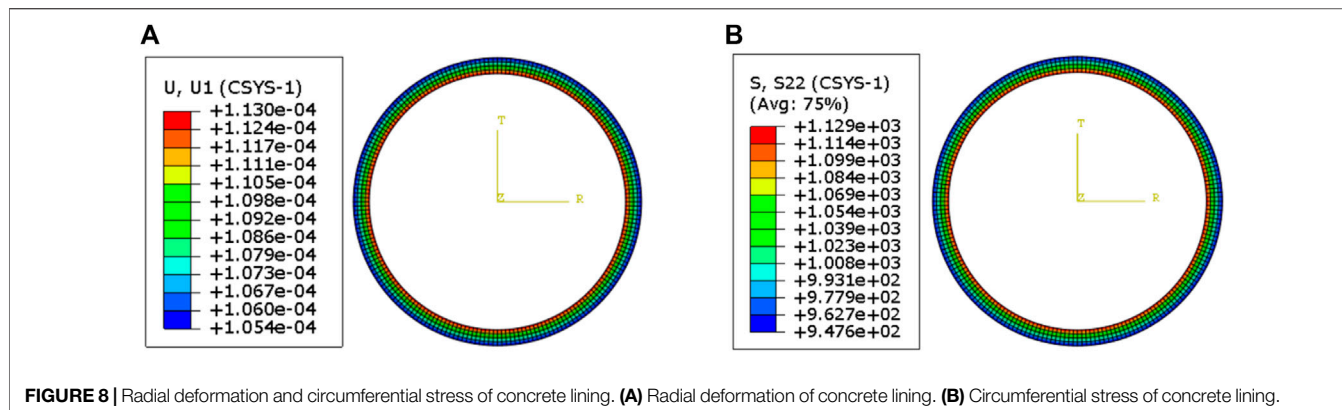 A
U, U1 (CSYS-1)
+1.130e-04
+1.124e-04
+1.117e-04
+1.111e-04
+1.105e-04
+1.098e-04
+1.092e-04
+1.086e-04
+1.079e-04
+1.073e-04
+1.067e-04
+1.060e-04
+1.054e-04
T
Z
R
B
S, S22 (CSYS-1)
(Avg: 75%)
+1.129e+03
+1.114e+03
+1.099e+03
+1.084e+03
+1.069e+03
+1.054e+03
+1.039e+03
+1.023e+03
+1.008e+03
+9.931e+02
+9.779e+02
+9.627e+02
+9.476e+02
T
Z
R
FIGURE 8 | Radial deformation and circumferential stress of concrete lining. (A) Radial deformation of concrete lining. (B) Circumferential stress of concrete lining.